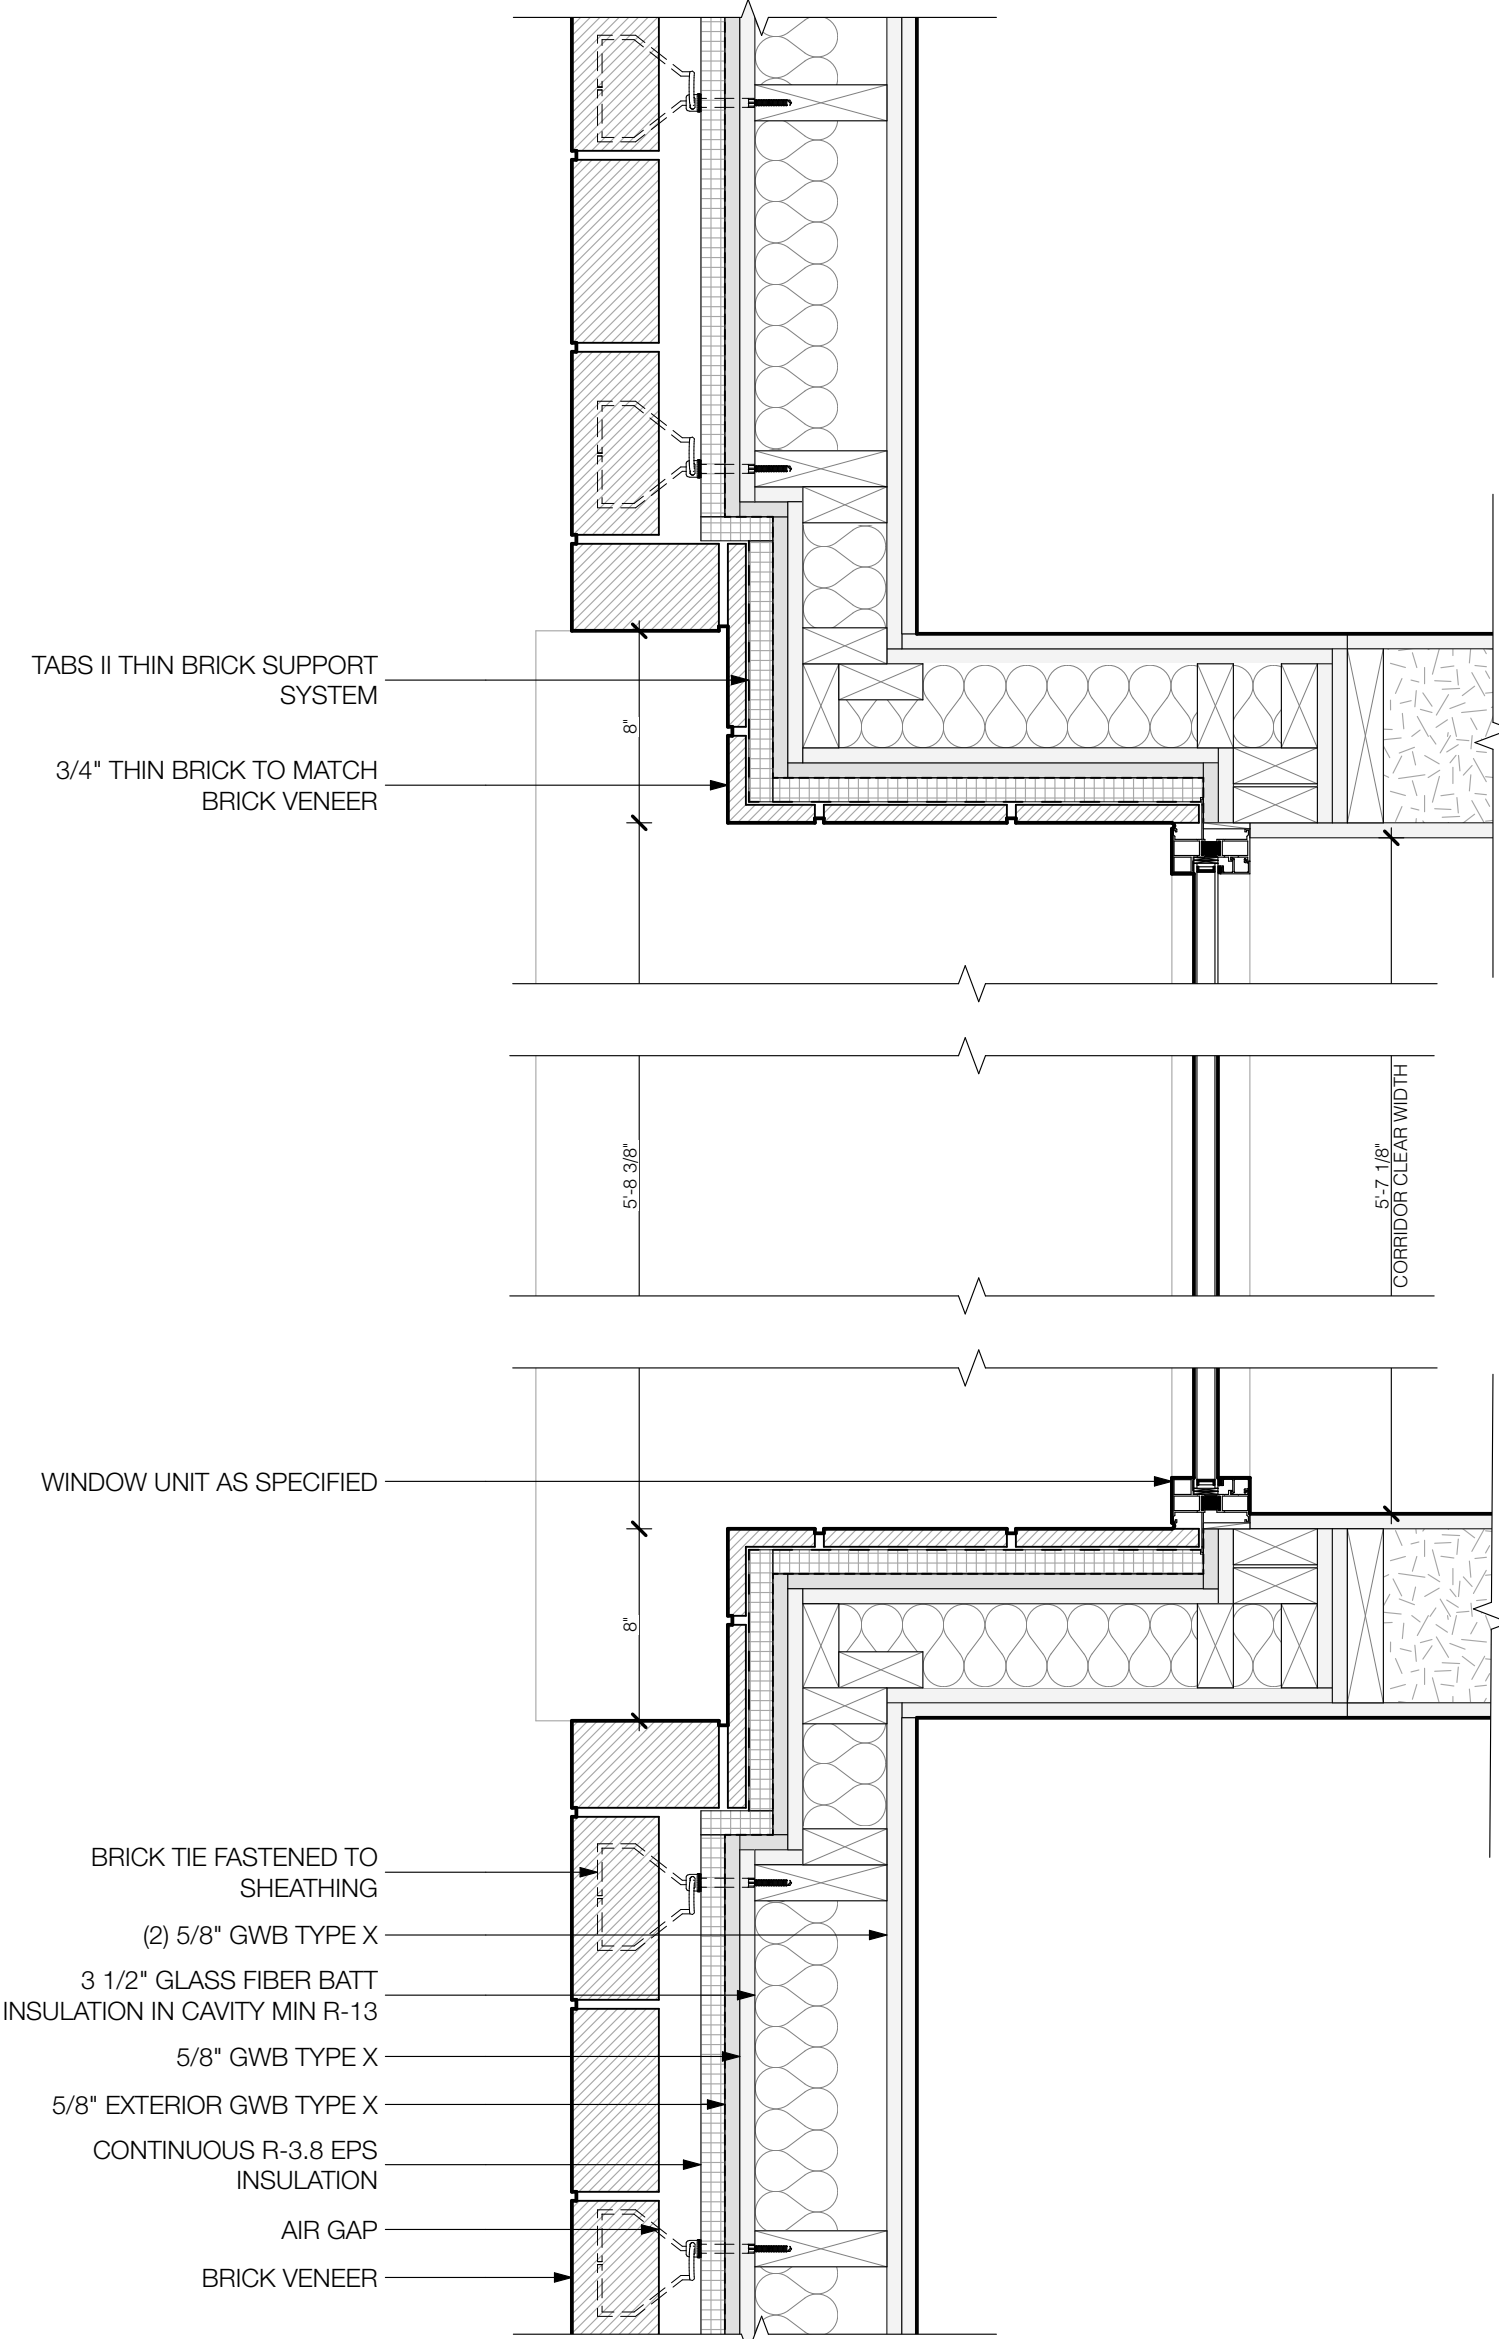 TABS II THIN BRICK SUPPORT
SYSTEM
8"
3/4" THIN BRICK TO MATCH
BRICK VENEER
5'-8 3/8"
5'-7 1/8"
CORRIDOR CLEAR WIDTH
WINDOW UNIT AS SPECIFIED
8"
BRICK TIE FASTENED TO
SHEATHING
(2) 5/8" GWB TYPE X
3 1/2" GLASS FIBER BATT
INSULATION IN CAVITY MIN R-13
5/8" GWB TYPE X
5/8" EXTERIOR GWB TYPE X
CONTINUOUS R-3.8 EPS
INSULATION
AIR GAP
BRICK VENEER